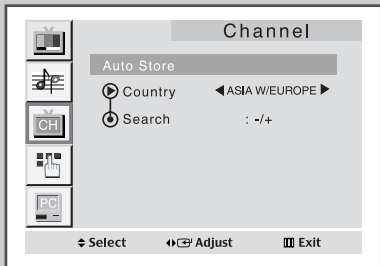 Channel
Auto Store
Country ◀ ASIA W/EUROPE ▶
Search : -/+
CH
PC
Select Adjust Exit